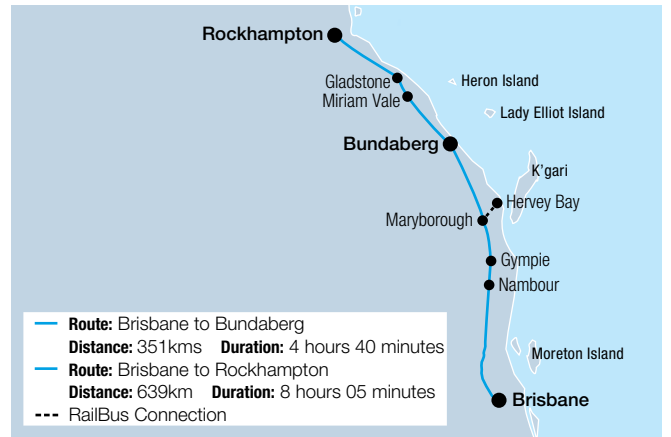 Rockhampton
Gladstone
Heron Island
Miriam Vale
Lady Elliot Island
Bundaberg
K'gari
Hervey Bay
Maryborough
Gympie
Nambour
Route: Brisbane to Bundaberg
Distance: 351kms Duration: 4 hours 40 minutes
Route: Brisbane to Rockhampton
Distance: 639km Duration: 8 hours 05 minutes
RailBus Connection
Moreton Island
Brisbane